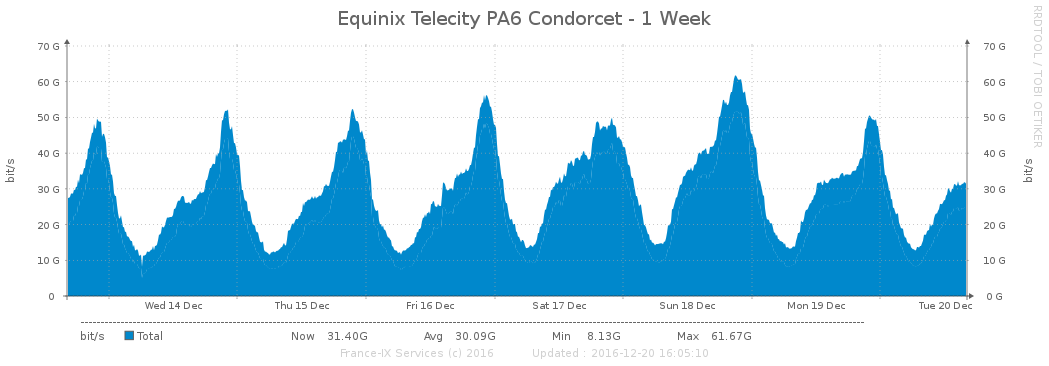 Equinix Telecity PA6 Condorcet - 1 Week
RRDTOOL / TOBI OETIKER
bit/s
70 G
60 G
50 G
40 G
30 G
20 G
10 G
0
70 G
60 G
50 G
40 G
30 G
20 G
10 G
0 G
bit/s
Wed 14 Dec Thu 15 Dec Fri 16 Dec Sat 17 Dec Sun 18 Dec Mon 19 Dec Tue 20 Dec
bit/s Total Now 31.40G Avg 30.09G Min 8.13G Max 61.67G
France-IX Services (c) 2016 Updated : 2016-12-20 16:05:10